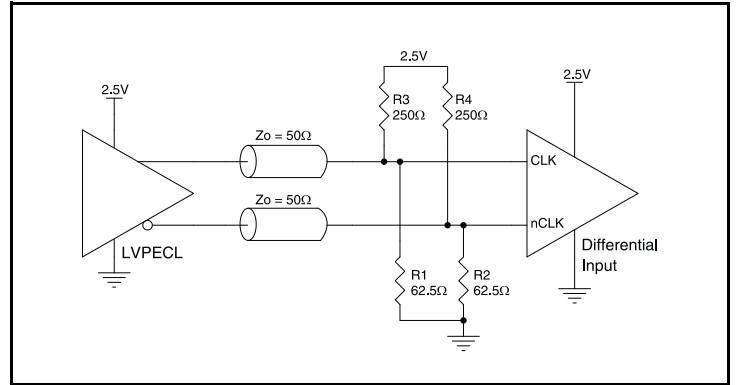 2.5V
2.5V
2.5V
R3
250Ω
R4
250Ω
Zo = 50Ω
CLK
Zo = 50Ω
nCLK
LVPECL
Differential
Input
R1
62.5Ω
R2
62.5Ω